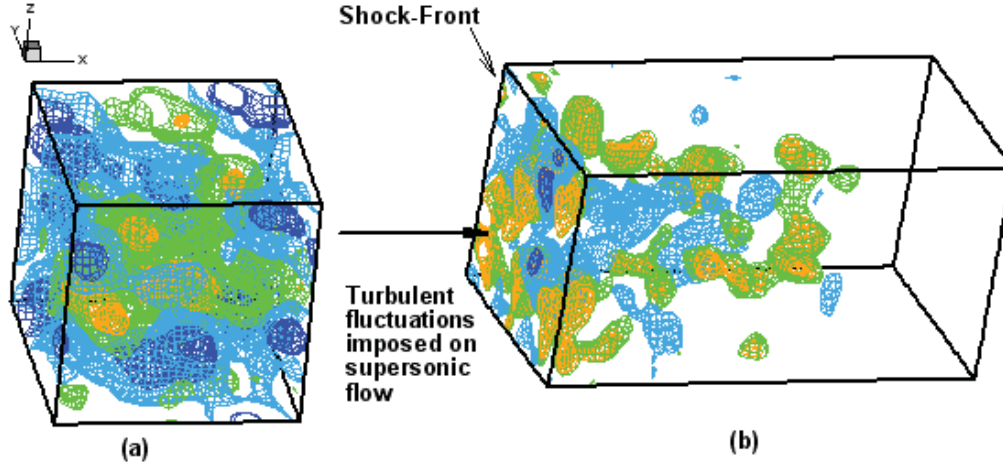 Shock-Front
Z
Y
X
Turbulent
fluctuations
imposed on
supersonic
flow
(a)
(b)